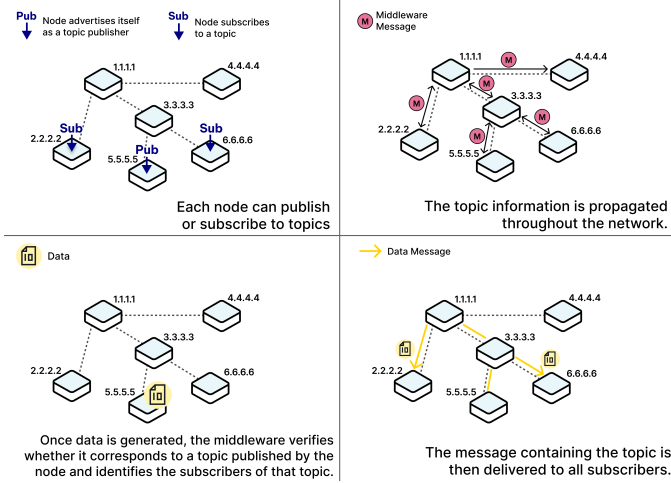 Pub
Node advertises itself
as a topic publisher
Sub
Node subscribes
to a topic
1.1.1.1
4.4.4.4
3.3.3.3
Sub
2.2.2.2
Pub
5.5.5.5
Sub
6.6.6.6
Each node can publish
or subscribe to topics
M
Middleware
Message
1.1.1.1
M
4.4.4.4
M
M
3.3.3.3
M
M
2.2.2.2
5.5.5.5
6.6.6.6
The topic information is propagated
throughout the network.
Data
1.1.1.1
4.4.4.4
3.3.3.3
2.2.2.2
5.5.5.5
6.6.6.6
Once data is generated, the middleware verifies
whether it corresponds to a topic published by the
node and identifies the subscribers of that topic.
Data Message
1.1.1.1
4.4.4.4
3.3.3.3
2.2.2.2
5.5.5.5
6.6.6.6
The message containing the topic is
then delivered to all subscribers.